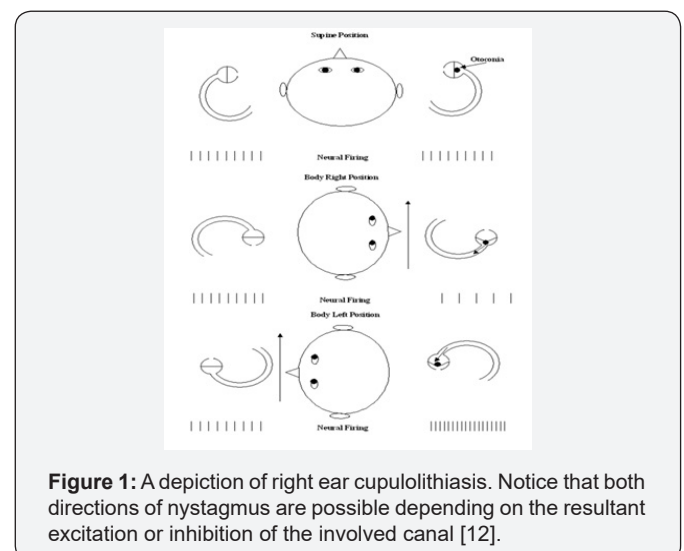 Supine Position
Otoconia
Neural Firing
Body Right Position
Neural Firing
Body Left Position
Neural Firing
Figure 1: A depiction of right ear cupulolithiasis. Notice that both
directions of nystagmus are possible depending on the resultant
excitation or inhibition of the involved canal [12].